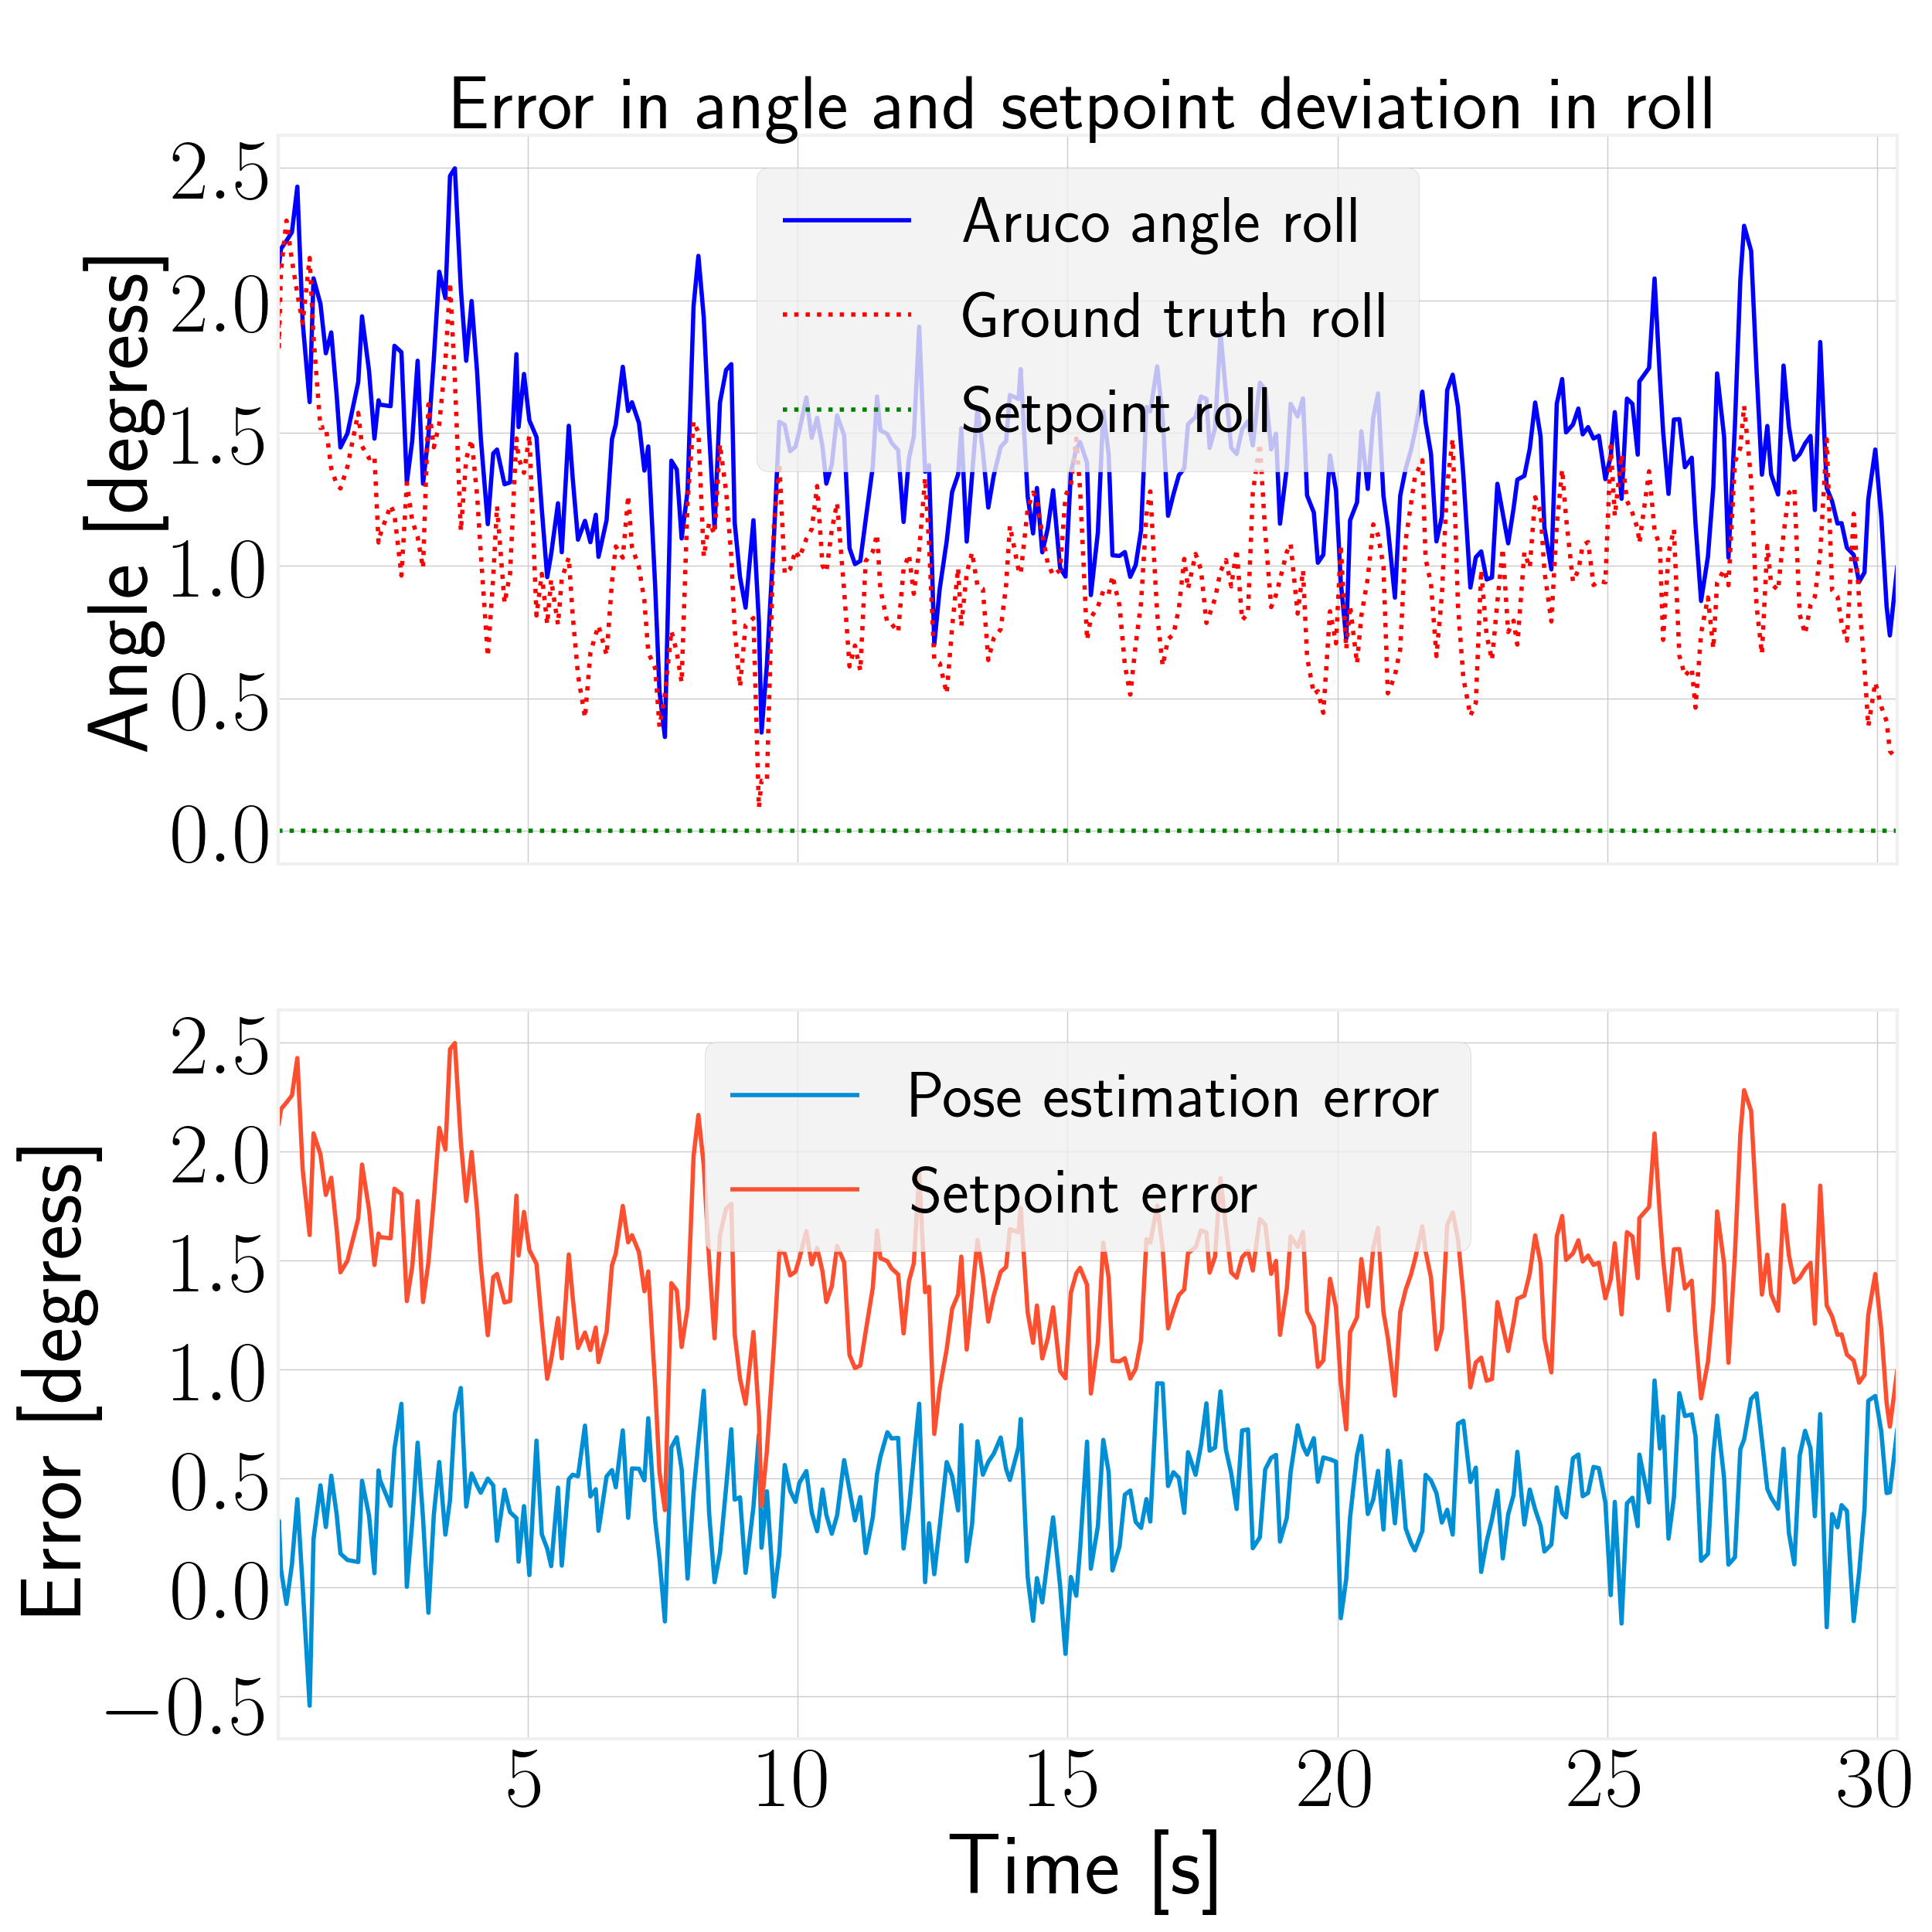 Error in angle and setpoint deviation in roll
Angle [degress]
2.5
2.0
1.5
1.0
0.5
0.0
Aruco angle roll
Ground truth roll
Setpoint roll
Error [degress]
2.5
2.0
1.5
1.0
0.5
0.0
−0.5
Pose estimation error
Setpoint error
5 10 15 20 25 30
Time [s]